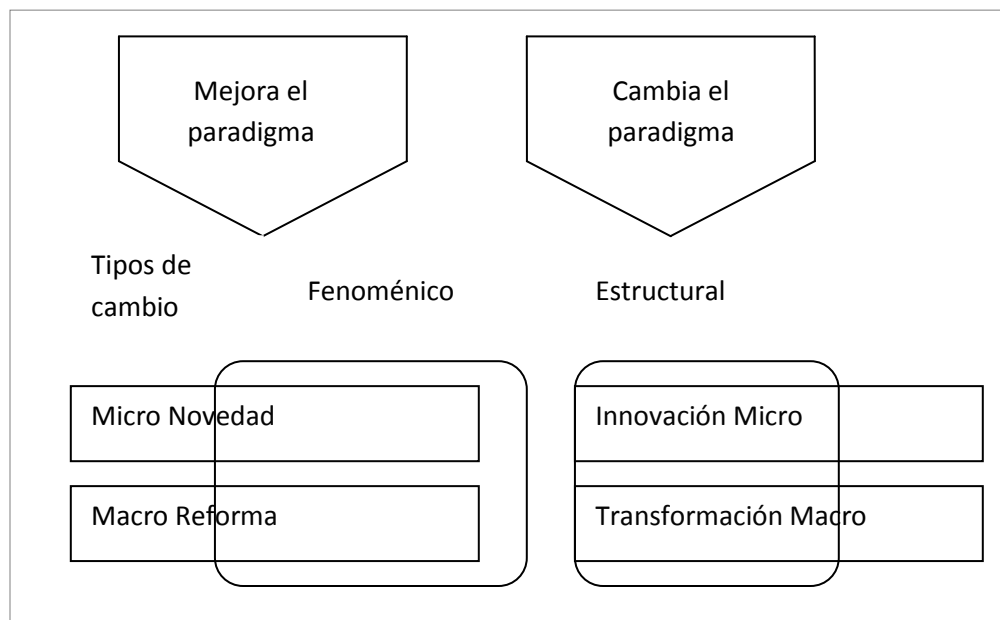 Mejora el
paradigma
Cambia el
paradigma
Tipos de
cambio
Fenoménico
Estructural
Micro Novedad
Innovación Micro
Macro Reforma
Transformación Macro